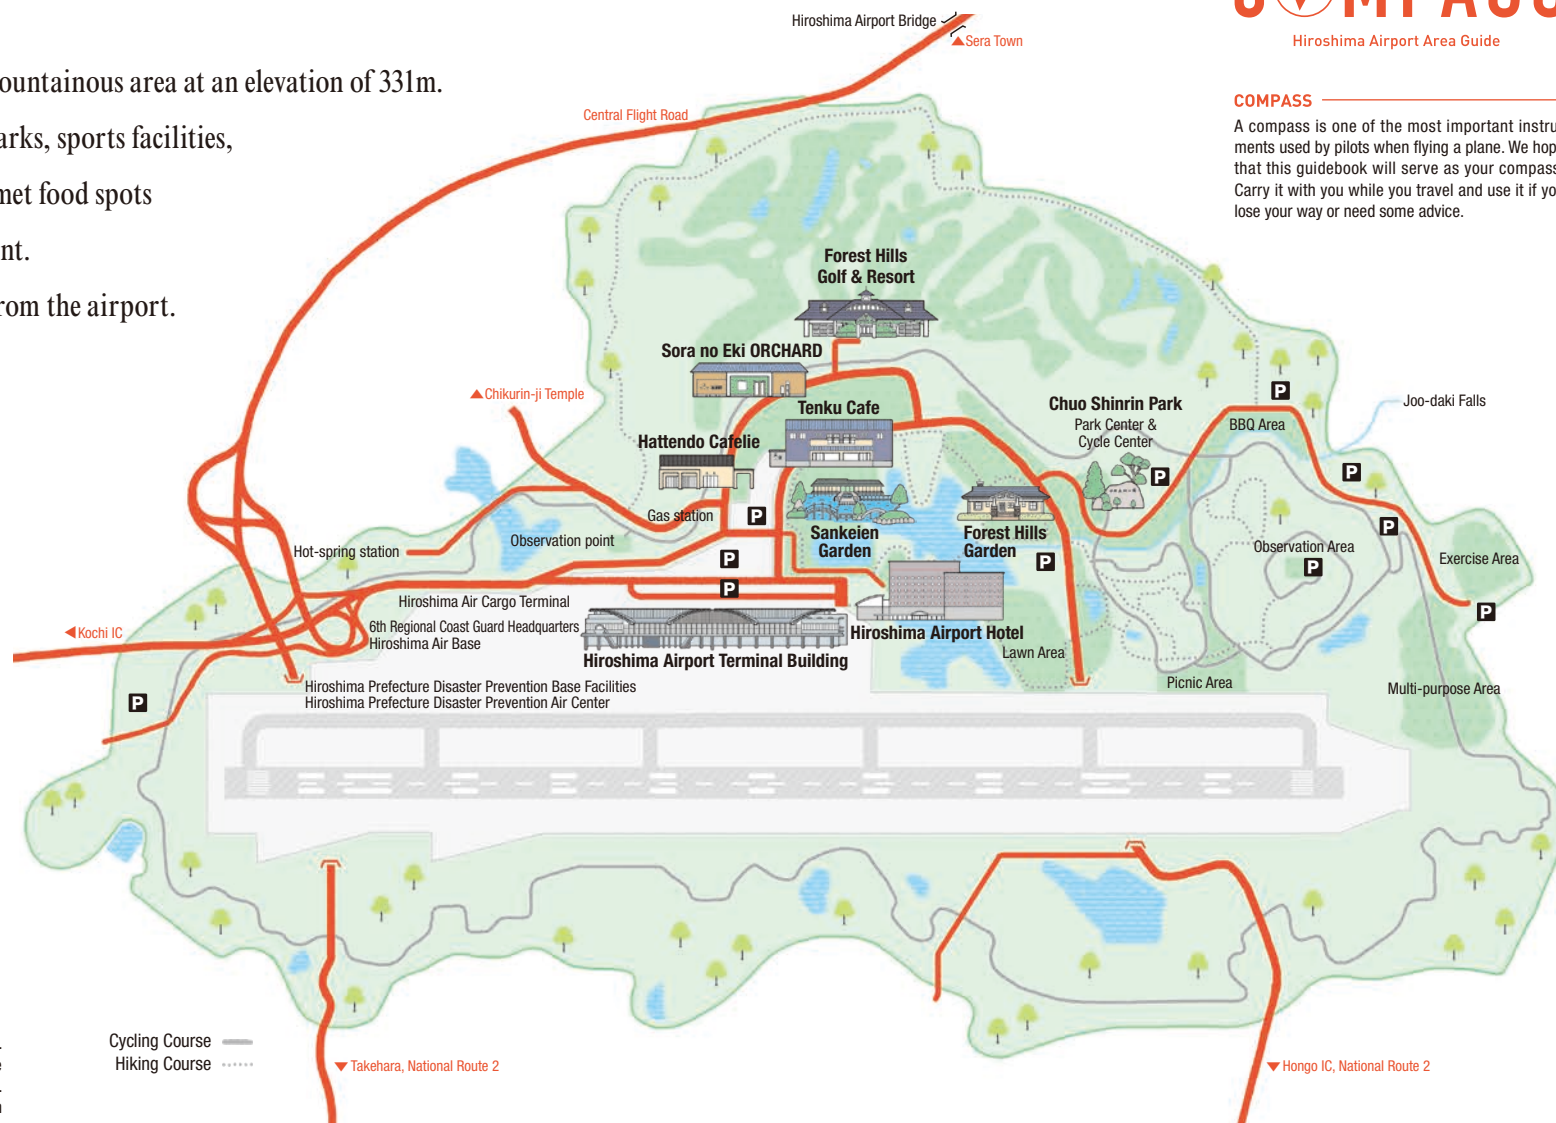 Hiroshima Airport Bridge
Sera Town
Hiroshima Airport Area Guide
ountainous area at an elevation of 331m.
arks, sports facilities,
met food spots
nt.
rom the airport.
COMPASS
A compass is one of the most important instru
ments used by pilots when flying a plane. We hop
that this guidebook will serve as your compass
Carry it with you while you travel and use it if yo
lose your way or need some advice.
Central Flight Road
Forest Hills
Golf & Resort
Sora no Eki ORCHARD
Chikurin-ji Temple
Tenku Cafe
Hattendo Cafelie
Chuo Shinrin Park
Park Center &
Cycle Center
P
BBQ Area
Joo-daki Falls
P
P
P
Gas station
P
Observation point
Sankeien
Garden
Forest Hills
Garden
P
Hot-spring station
P
P
Observation Area
P
Exercise Area
P
Hiroshima Air Cargo Terminal
6th Regional Coast Guard Headquarters
Hiroshima Air Base
Kochi IC
Hiroshima Airport Hotel
Hiroshima Airport Terminal Building
Lawn Area
Picnic Area
Multi-purpose Area
Hiroshima Prefecture Disaster Prevention Base Facilities
Hiroshima Prefecture Disaster Prevention Air Center
P
Cycling Course
Hiking Course
Takehara, National Route 2
Hongo IC, National Route 2